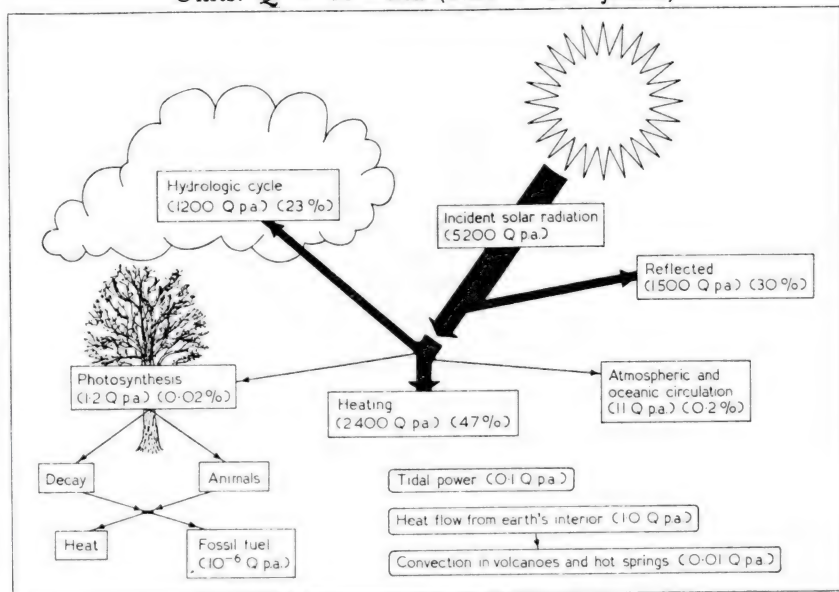 Hydrologic cycle
(1200 Q p.a.) (23 %)
Incident solar radiation
(5200 Q p.a.)
Reflected
(1500 Q p.a.) (30 %)
Photosynthesis
(1·2 Q p.a.) (0·02 %)
Heating
(2400 Q p.a.) (47 %)
Atmospheric and
oceanic circulation
(11 Q p.a.) (0·2 %)
Decay
Animals
Heat
Fossil fuel
(10⁻⁶ Q p.a.)
Tidal power (0·1 Q p.a.)
Heat flow from earth's interior (1·0 Q p.a.)
Convection in volcanoes and hot springs (0·01 Q p.a.)